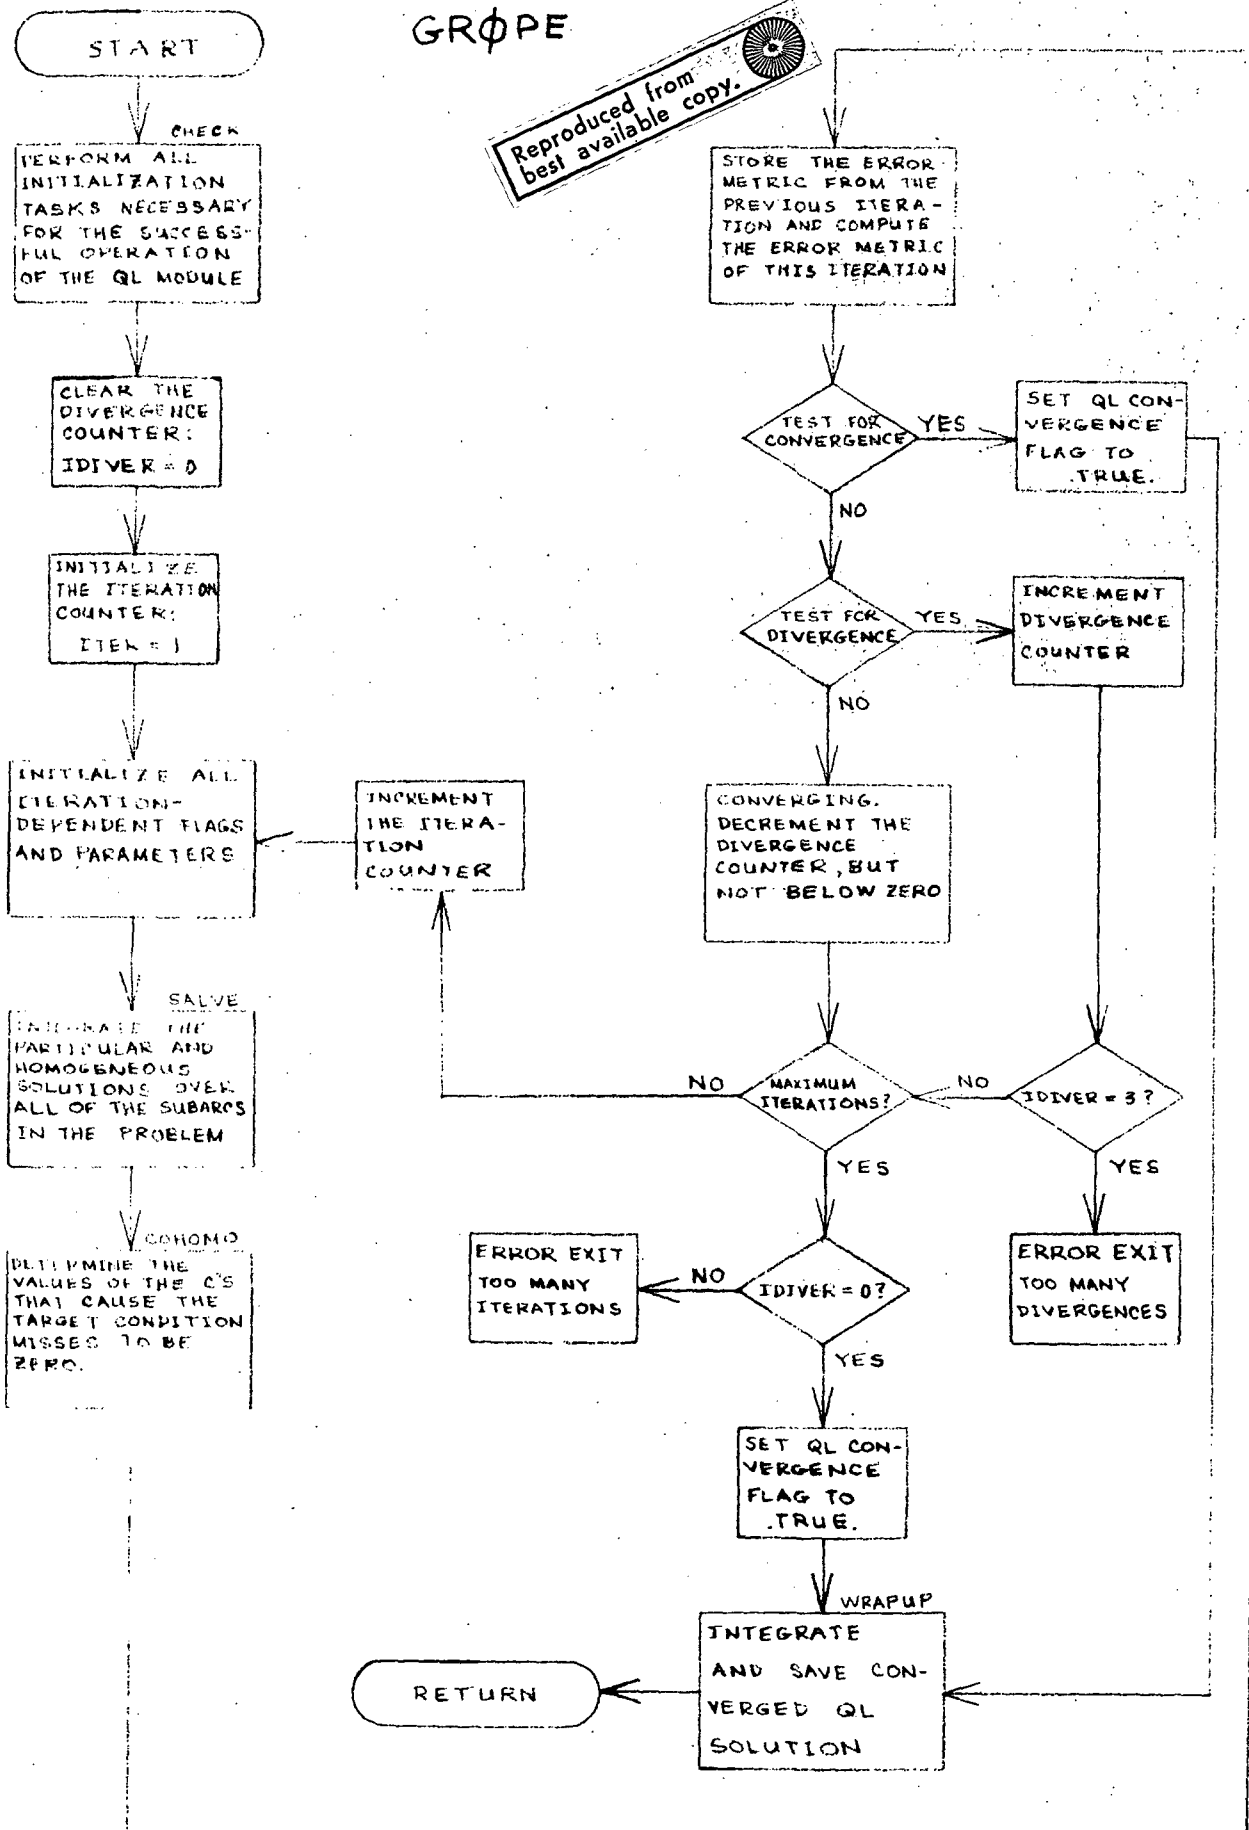 GRØPE
Reproduced from
best available copy.
START
CHECK
PERFORM ALL
INITIALIZATION
TASKS NECESSARY
FOR THE SUCCESS-
FUL OPERATION
OF THE QL MODULE
CLEAR THE
DIVERGENCE
COUNTER:
IDIVER = 0
INITIALIZE
THE ITERATION
COUNTER:
ITER = 1
INITIALIZE ALL
ITERATION-
DEPENDENT FLAGS
AND PARAMETERS
INCREMENT
THE ITERA-
TION
COUNTER
SALVE
INTEGRATE THE
PARTICULAR AND
HOMOGENEOUS
SOLUTIONS OVER
ALL OF THE SUBARCS
IN THE PROBLEM
COHOMO
DETERMINE THE
VALUES OF THE C'S
THAT CAUSE THE
TARGET CONDITION
MISSES TO BE
ZERO.
STORE THE ERROR
METRIC FROM THE
PREVIOUS ITERA-
TION AND COMPUTE
THE ERROR METRIC
OF THIS ITERATION
TEST FOR
CONVERGENCE
YES
SET QL CON-
VERGENCE
FLAG TO
.TRUE.
NO
TEST FOR
DIVERGENCE
YES
INCREMENT
DIVERGENCE
COUNTER
NO
CONVERGING.
DECREMENT THE
DIVERGENCE
COUNTER, BUT
NOT BELOW ZERO
NO
MAXIMUM
ITERATIONS?
NO
IDIVER = 3?
YES
YES
ERROR EXIT
TOO MANY
ITERATIONS
NO
IDIVER = 0?
ERROR EXIT
TOO MANY
DIVERGENCES
YES
SET QL CON-
VERGENCE
FLAG TO
.TRUE.
WRAPUP
INTEGRATE
AND SAVE CON-
VERGED QL
SOLUTION
RETURN